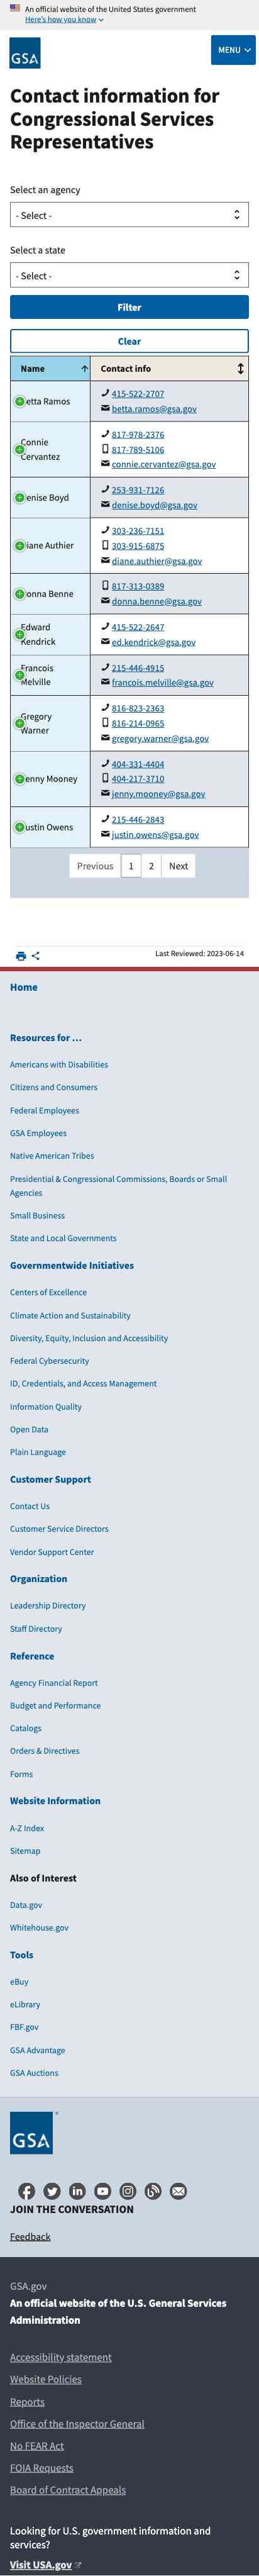 An official website of the United States government
Here's how you know
GSA
MENU
Contact information for
Congressional Services
Representatives
Select an agency
- Select -
Select a state
- Select -
Filter
Clear
Name Contact info
etta Ramos
415-522-2707
betta.ramos@gsa.gov
Connie
Cervantez
817-978-2376
817-789-5106
connie.cervantez@gsa.gov
enise Boyd
253-931-7126
denise.boyd@gsa.gov
iane Authier
303-236-7151
303-915-6875
diane.authier@gsa.gov
onna Benne
817-313-0389
donna.benne@gsa.gov
Edward
Kendrick
415-522-2647
ed.kendrick@gsa.gov
Francois
Melville
215-446-4915
francois.melville@gsa.gov
Gregory
Warner
816-823-2363
816-214-0965
gregory.warner@gsa.gov
enny Mooney
404-331-4404
404-217-3710
jenny.mooney@gsa.gov
ustin Owens
215-446-2843
justin.owens@gsa.gov
Previous 1 2 Next
Last Reviewed: 2023-06-14
Home
Resources for …
Americans with Disabilities
Citizens and Consumers
Federal Employees
GSA Employees
Native American Tribes
Presidential & Congressional Commissions, Boards or Small
Agencies
Small Business
State and Local Governments
Governmentwide Initiatives
Centers of Excellence
Climate Action and Sustainability
Diversity, Equity, Inclusion and Accessibility
Federal Cybersecurity
ID, Credentials, and Access Management
Information Quality
Open Data
Plain Language
Customer Support
Contact Us
Customer Service Directors
Vendor Support Center
Organization
Leadership Directory
Staff Directory
Reference
Agency Financial Report
Budget and Performance
Catalogs
Orders & Directives
Forms
Website Information
A-Z Index
Sitemap
Also of Interest
Data.gov
Whitehouse.gov
Tools
eBuy
eLibrary
FBF.gov
GSA Advantage
GSA Auctions
GSA
JOIN THE CONVERSATION
Feedback
GSA.gov
An official website of the U.S. General Services
Administration
Accessibility statement
Website Policies
Reports
Office of the Inspector General
No FEAR Act
FOIA Requests
Board of Contract Appeals
Looking for U.S. government information and
services?
Visit USA.gov